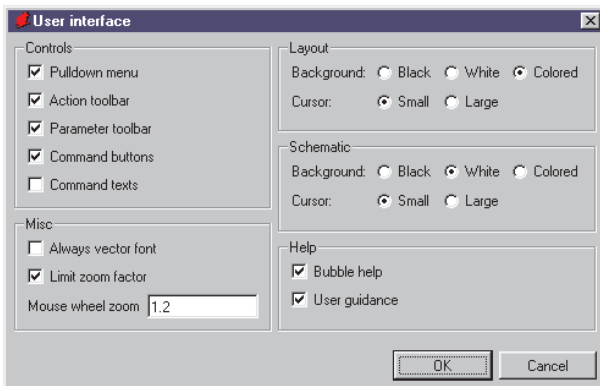 User interface
Controls
Pulldown menu
Action toolbar
Parameter toolbar
Command buttons
Command texts
Misc
Always vector font
Limit zoom factor
Mouse wheel zoom 1.2
Layout
Background: Black White Colored
Cursor: Small Large
Schematic
Background: Black White Colored
Cursor: Small Large
Help
Bubble help
User guidance
OK Cancel